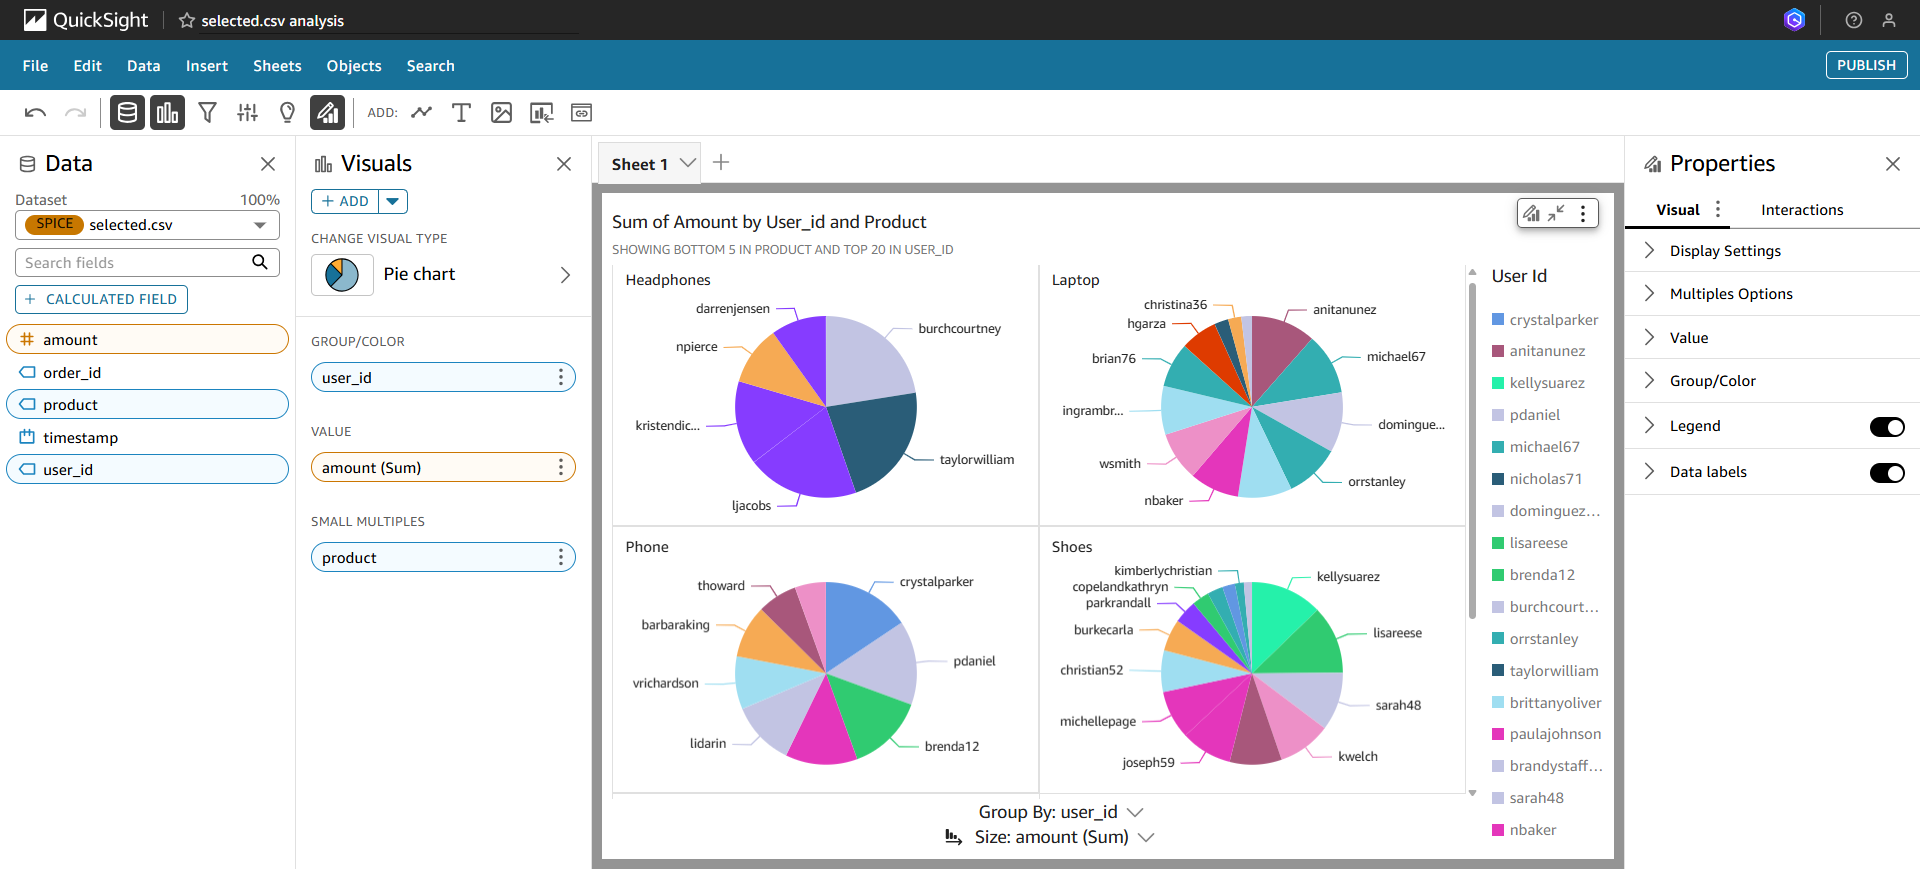 QuickSight
selected.csv analysis
File Edit Data Insert Sheets Objects Search
PUBLISH
ADD:
Data
Dataset 100%
SPICE selected.csv
Search fields
+ CALCULATED FIELD
amount
order_id
product
timestamp
user_id
Visuals
+ ADD
CHANGE VISUAL TYPE
Pie chart
GROUP/COLOR
user_id
VALUE
amount (Sum)
SMALL MULTIPLES
product
Sheet 1
Sum of Amount by User_id and Product
SHOWING BOTTOM 5 IN PRODUCT AND TOP 20 IN USER_ID
Headphones
darrenjensen
burchcourtney
npierce
kristendic...
taylorwilliam
ljacobs
Laptop
christina36
anitanunez
hgarza
michael67
brian76
ingrambr...
domingue...
wsmith
orrstanley
nbaker
Phone
crystalparker
thoward
barbaraking
pdaniel
vrichardson
lidarin
brenda12
Shoes
kimberlychristian
kellysuarez
copelandkathryn
parkrandall
burkecarla
lisareese
christian52
sarah48
michellepage
kwelch
joseph59
Group By: user_id
Size: amount (Sum)
User Id
crystalparker
anitanunez
kellysuarez
pdaniel
michael67
nicholas71
dominguez...
lisareese
brenda12
burchcourt...
orrstanley
taylorwilliam
brittanyoliver
paulajohnson
brandystaff...
sarah48
nbaker
Properties
Visual Interactions
Display Settings
Multiples Options
Value
Group/Color
Legend
Data labels